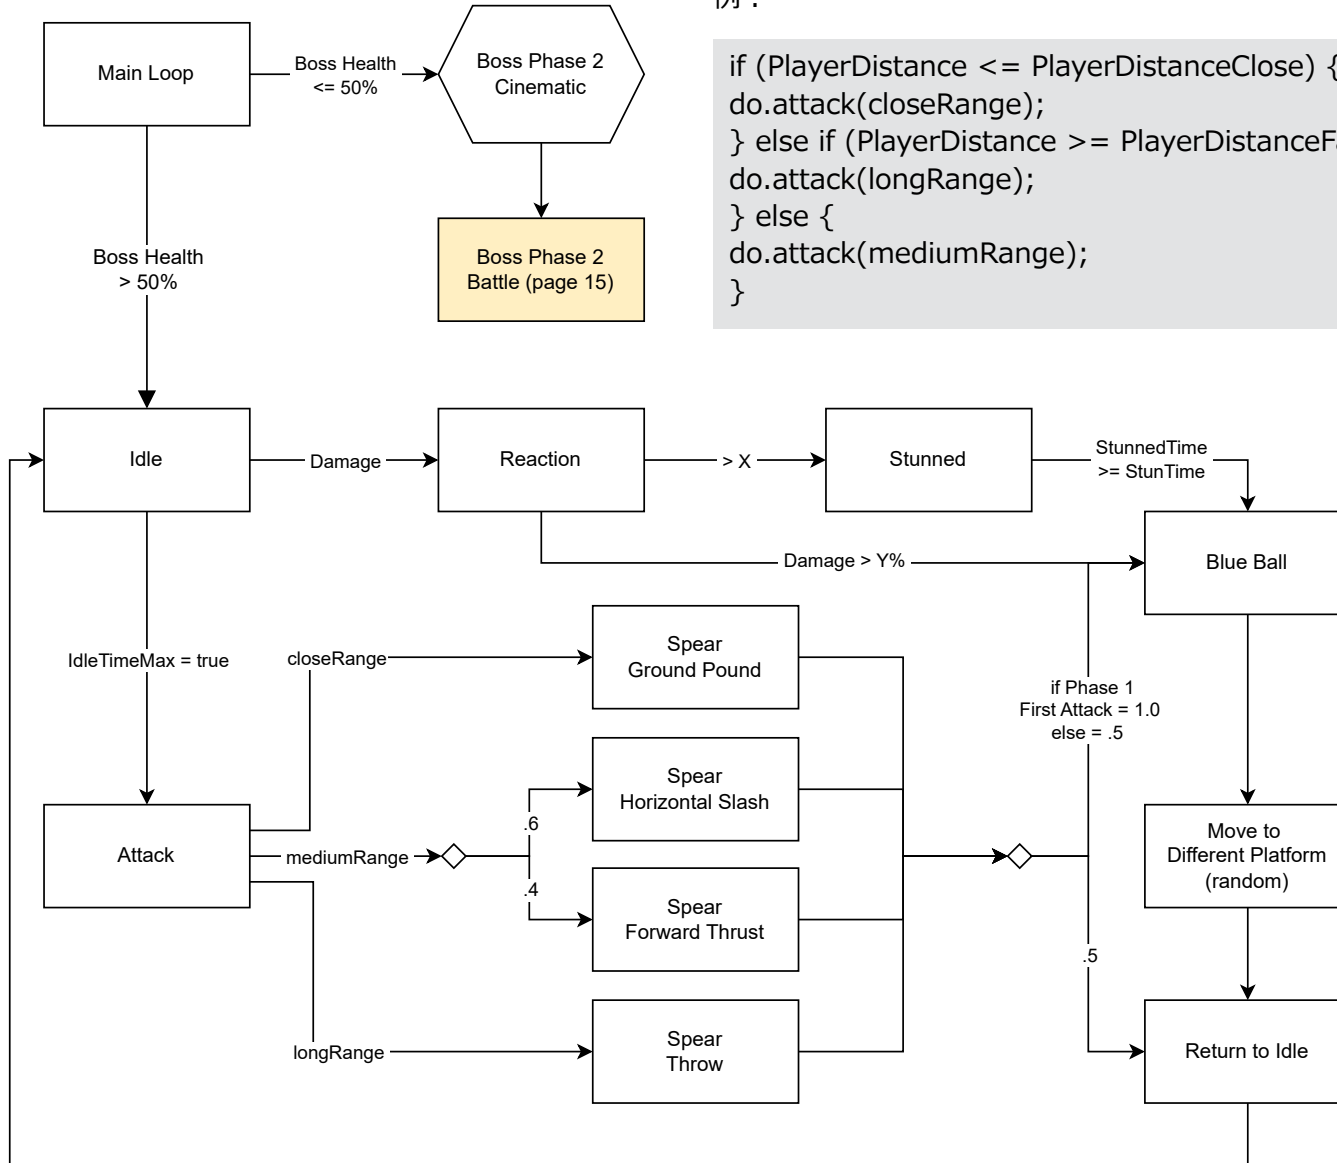 例：
if (PlayerDistance <= PlayerDistanceClose) {
do.attack(closeRange);
} else if (PlayerDistance >=
do.attack(longRange);
} else {
do.attack(mediumRange);
}
Main Loop
Boss Health
<= 50%
Boss Phase 2
Cinematic
Boss Health
> 50%
Boss Phase 2
Battle (page 15)
Idle
Damage
Reaction
> X
Stunned
StunnedTime
>= StunTime
Damage > Y%
Blue Ball
IdleTimeMax = true
closeRange
Spear
Ground Pound
if Phase 1
First Attack = 1.0
else = .5
Spear
Horizontal Slash
.6
Attack
mediumRange
.4
Move to
Different Platform
(random)
Spear
Forward Thrust
.5
longRange
Spear
Throw
Return to Idle